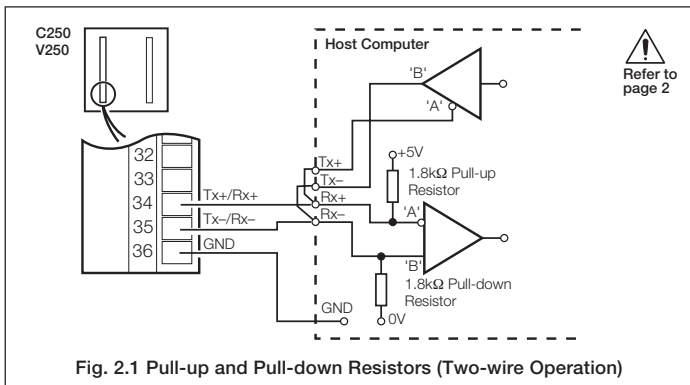 C250
V250
Host Computer
Refer to
page 2
'B'
'A'
32
33
34
35
36
Tx+/Rx+
Tx–/Rx–
GND
Tx+
Tx–
Rx+
Rx–
+5V
1.8kΩ Pull-up
Resistor
'A'
'B'
1.8kΩ Pull-down
Resistor
GND
0V
Fig. 2.1 Pull-up and Pull-down Resistors (Two-wire Operation)